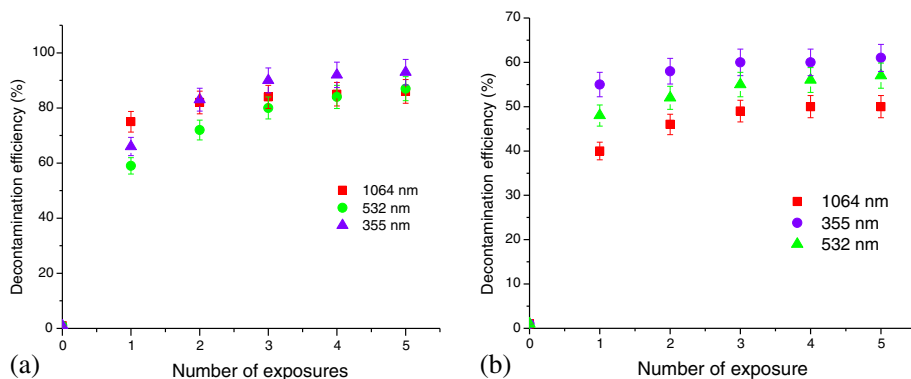 100
80
60
40
20
0
0 1 2 3 4 5
Decontamination efficiency (%)
1064 nm
532 nm
355 nm
Number of exposures
(a)
70
60
50
40
30
20
10
0
0 1 2 3 4 5
Decontamination efficiency (%)
1064 nm
355 nm
532 nm
Number of exposure
(b)